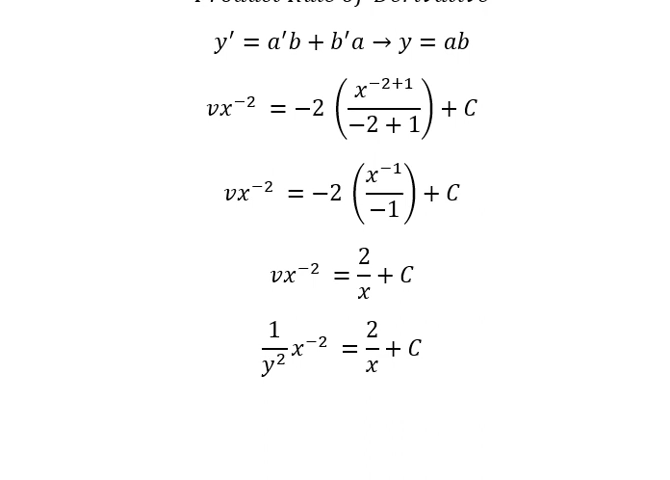 y′ = a′b + b′a → y = ab
vx⁻² = −2 (x⁻²⁺¹ / −2 + 1) + C
vx⁻² = −2 (x⁻¹ / −1) + C
vx⁻² = 2/x + C
1/y² x⁻² = 2/x + C